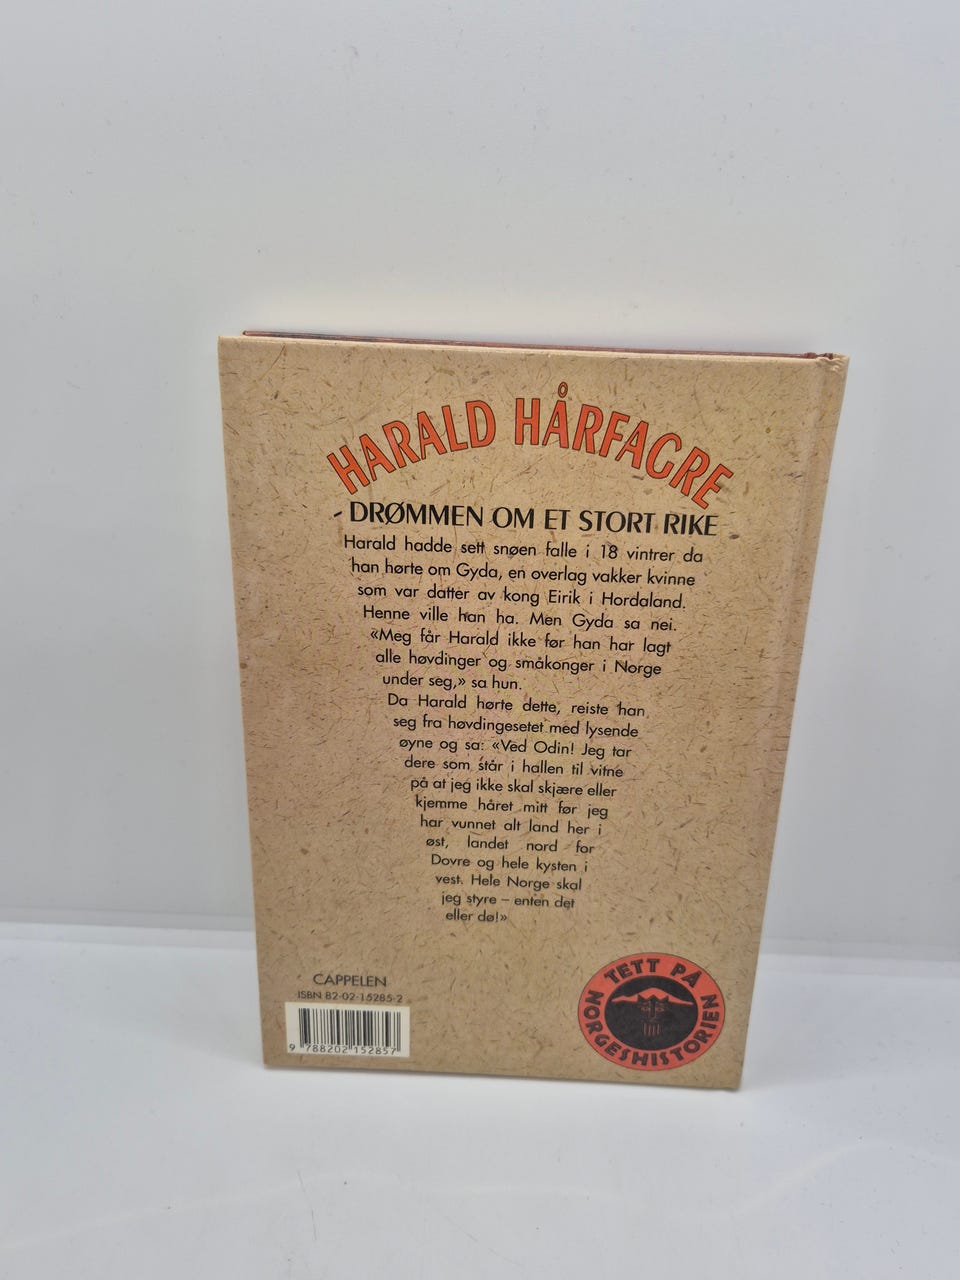 HARALD HÅRFAGRE
- DRØMMEN OM ET STORT RIKE
Harald hadde sett snøen falle i 18 vintrer da
han hørte om Gyda, en overlag vakker kvinne
som var datter av kong Eirik i Hordaland.
Henne ville han ha. Men Gyda sa nei.
«Meg får Harald ikke før han har lagt
alle høvdinger og småkonger i Norge
under seg,» sa hun.
Da Harald hørte dette, reiste han
seg fra høvdingesetet med lysende
øyne og sa: «Ved Odin! Jeg tar
dere som står i hallen til vitne
på at jeg ikke skal skjære eller
kjemme håret mitt før jeg
har vunnet alt land her i
øst, landet nord for
Dovre og hele kysten i
vest. Hele Norge skal
jeg styre – enten det
eller dø!»
CAPPELEN
ISBN 82-02-15285-2
9 788202 152857
TETT PÅ
NORGESHISTORIEN